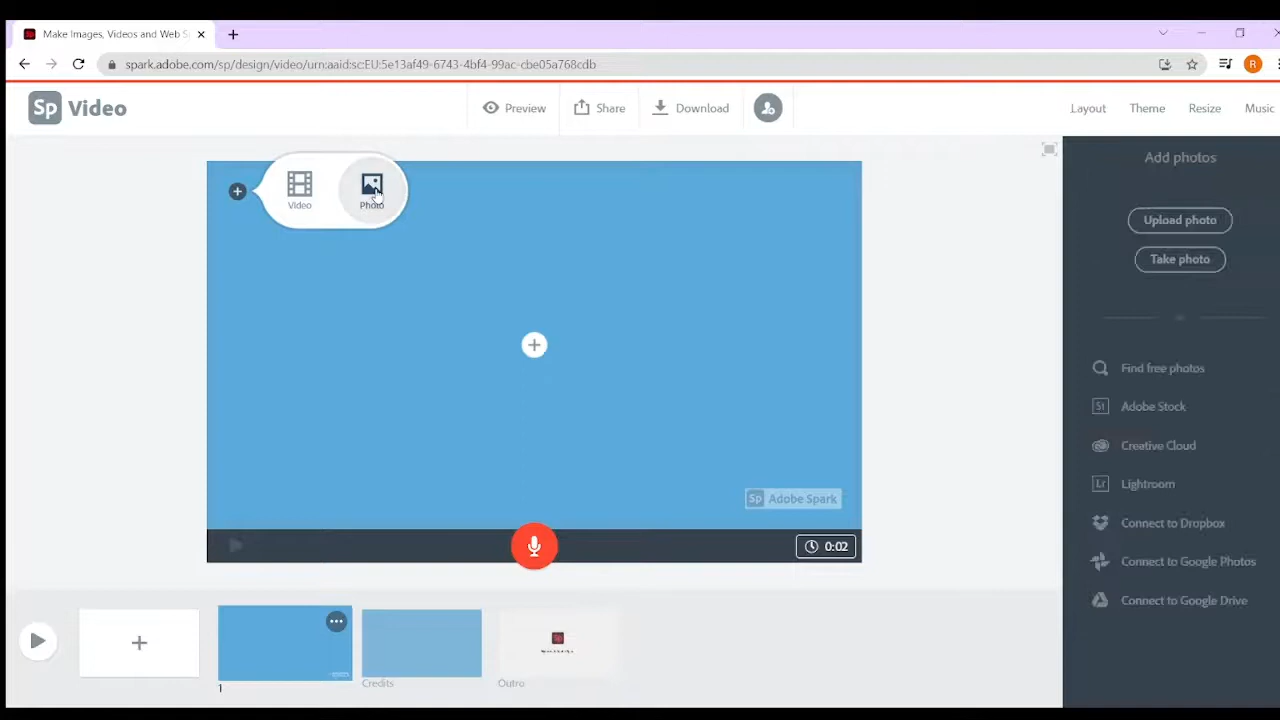 Make Images, Videos and Web S
spark.adobe.com/sp/design/video/urn:aaid:sc:EU:5e13af49-6743-4bf4-99ac-cbe05a768cdb
R
Sp Video
Preview
Share
Download
Layout
Theme
Resize
Music
Add photos
Video
Photo
Upload photo
Take photo
Find free photos
St Adobe Stock
Creative Cloud
Lr Lightroom
Connect to Dropbox
Connect to Google Photos
Connect to Google Drive
Sp Adobe Spark
0:02
1
Credits
Outro